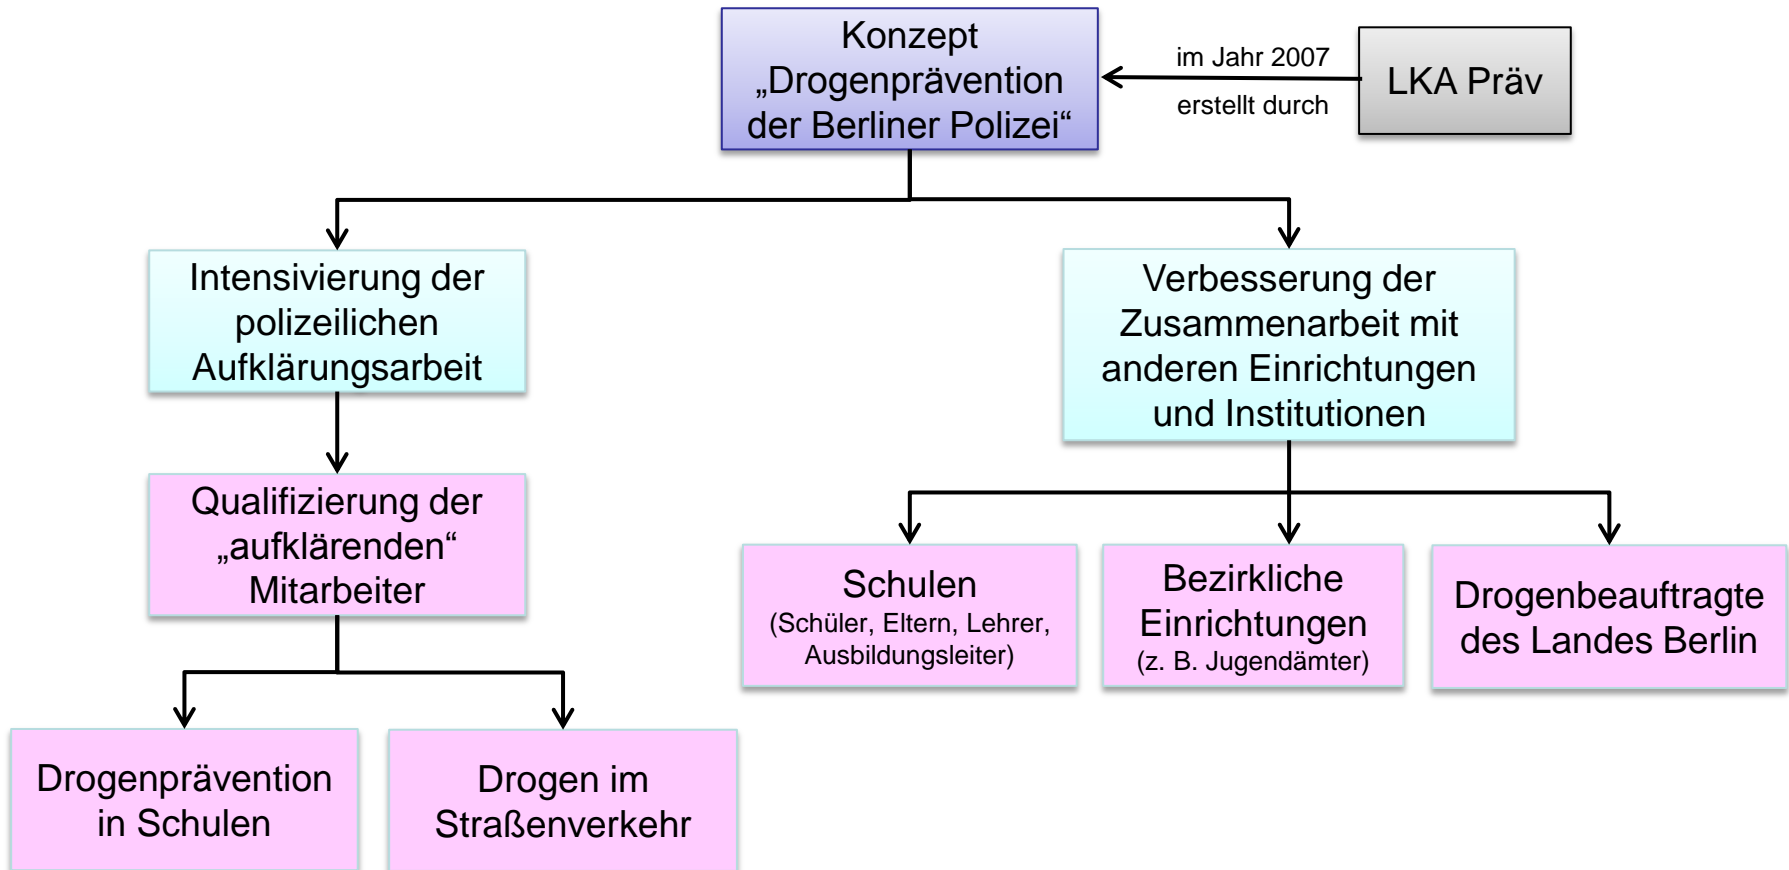 Konzept
„Drogenprävention
der Berliner Polizei“
im Jahr 2007
erstellt durch
LKA Präv
Intensivierung der
polizeilichen
Aufklärungsarbeit
Verbesserung der
Zusammenarbeit mit
anderen Einrichtungen
und Institutionen
Qualifizierung der
„aufklärenden“
Mitarbeiter
Schulen
(Schüler, Eltern, Lehrer,
Ausbildungsleiter)
Bezirkliche
Einrichtungen
(z. B. Jugendämter)
Drogenbeauftragte
des Landes Berlin
Drogenprävention
in Schulen
Drogen im
Straßenverkehr